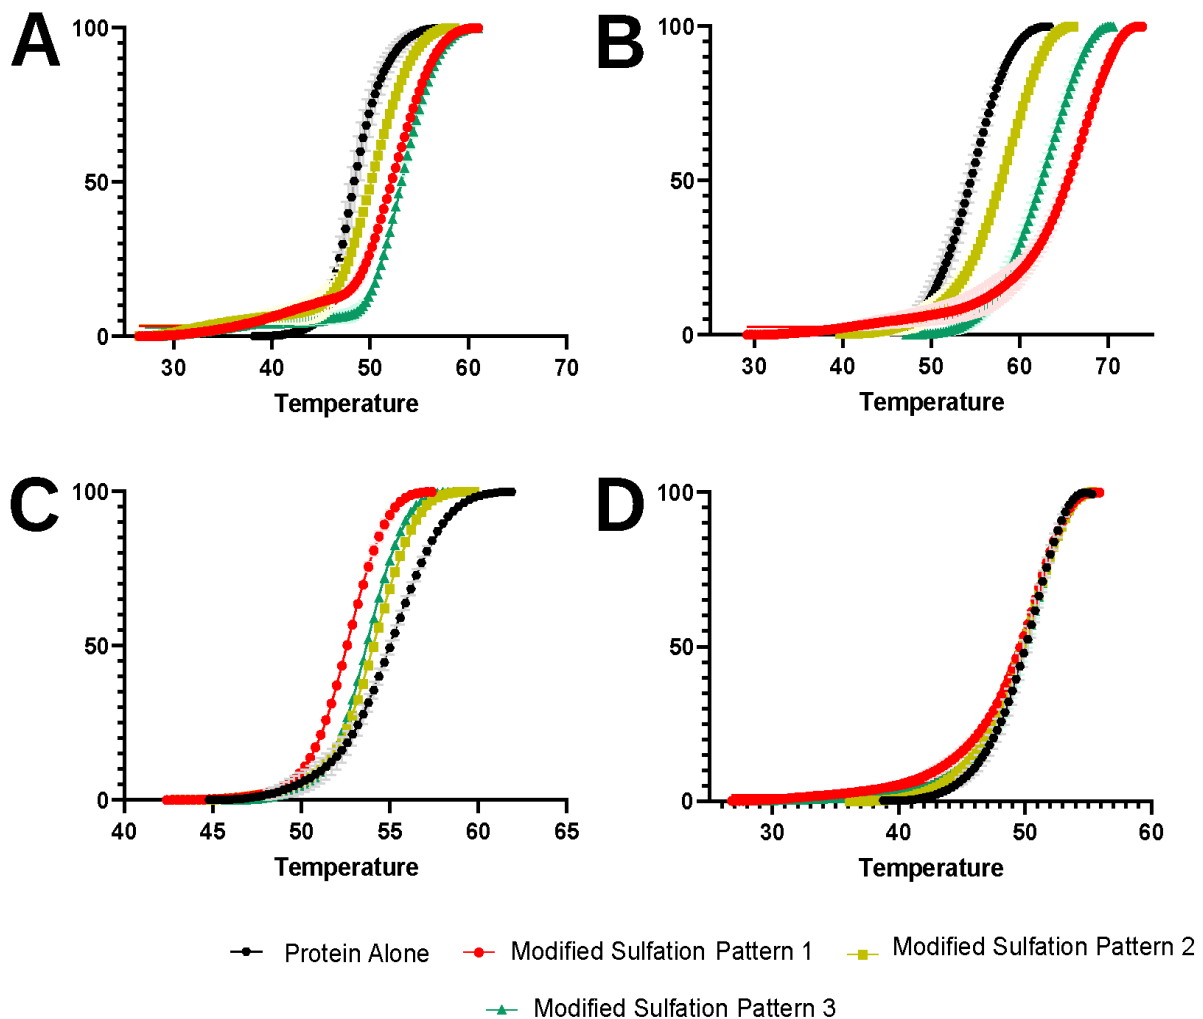 A
100
50
0
30 40 50 60 70
Temperature
B
100
50
0
30 40 50 60 70
Temperature
C
100
50
0
40 45 50 55 60 65
Temperature
D
100
50
0
30 40 50 60
Temperature
Protein Alone
Modified Sulfation Pattern 1
Modified Sulfation Pattern 2
Modified Sulfation Pattern 3